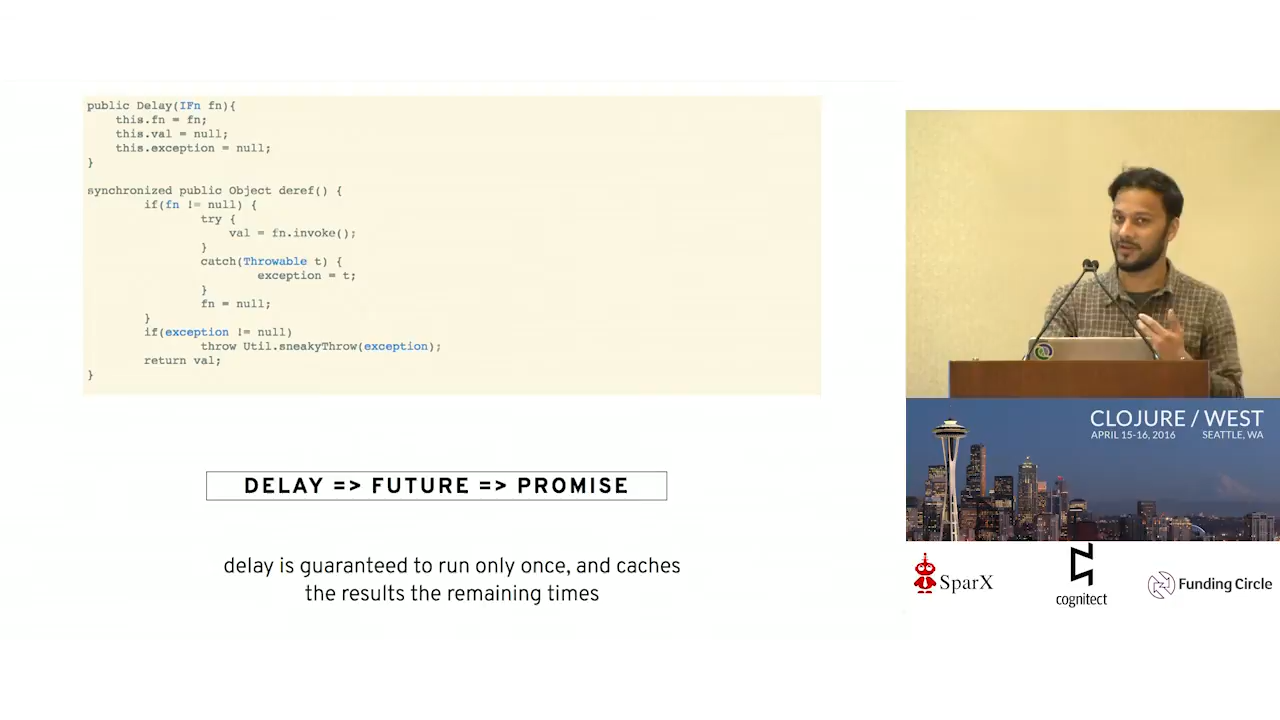 public Delay(IFn fn){
this.fn = fn;
this.val = null;
this.exception = null;
}
synchronized public Object deref() {
if(fn != null) {
try {
val = fn.invoke();
}
catch(Throwable t) {
exception = t;
}
fn = null;
}
if(exception != null)
throw Util.sneakyThrow(exception);
return val;
}
DELAY => FUTURE => PROMISE
delay is guaranteed to run only once, and caches
the results the remaining times
CLOJURE / WEST
APRIL 15-16, 2016 SEATTLE, WA
SparX
cognitect
Funding Circle